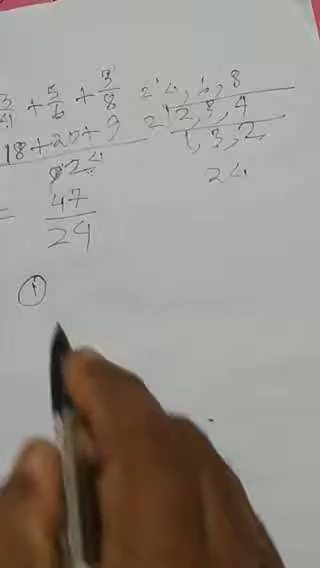 3/4 + 5/6 + 3/8
18+20+9
24
= 47/24
2 4, 6, 8
2 2, 3, 4
1, 3, 2
24
①